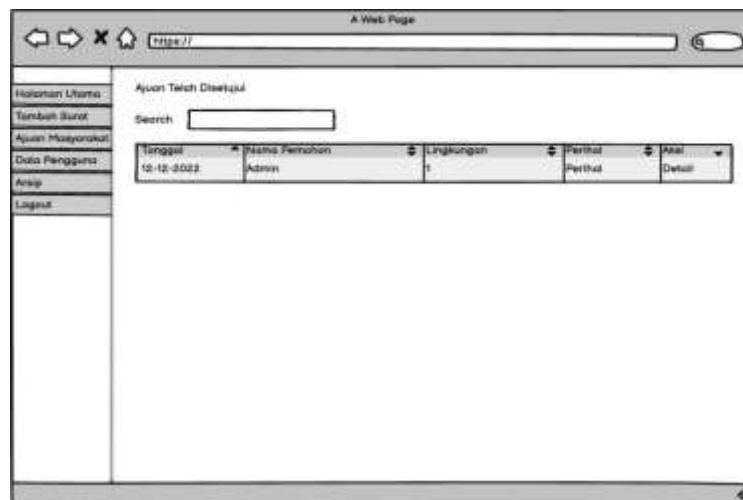 A Web Page
https://
Halaman Utama
Tambah Surat
Ajuan Masyarakat
Data Pengguna
Arsip
Logout
Ajuan Telah Disetujui
Search
Tanggal Nama Pemohon Lingkungan Perihal Aksi
12-12-2022 Admin 1 Perihal Detail